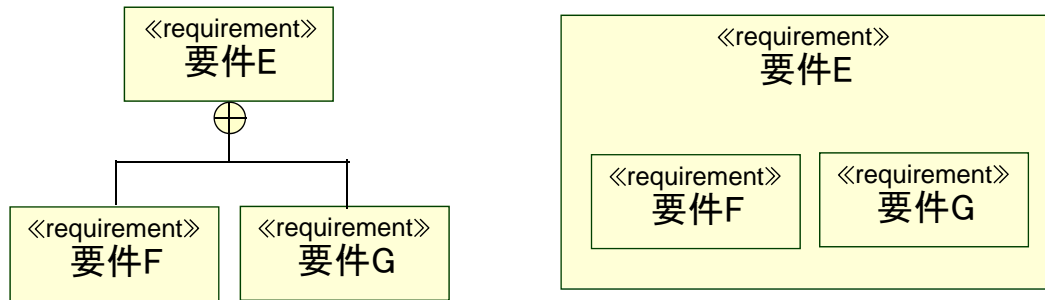 ≪requirement≫
要件E
≪requirement≫
要件F
≪requirement≫
要件G
≪requirement≫
要件E
≪requirement≫
要件F
≪requirement≫
要件G